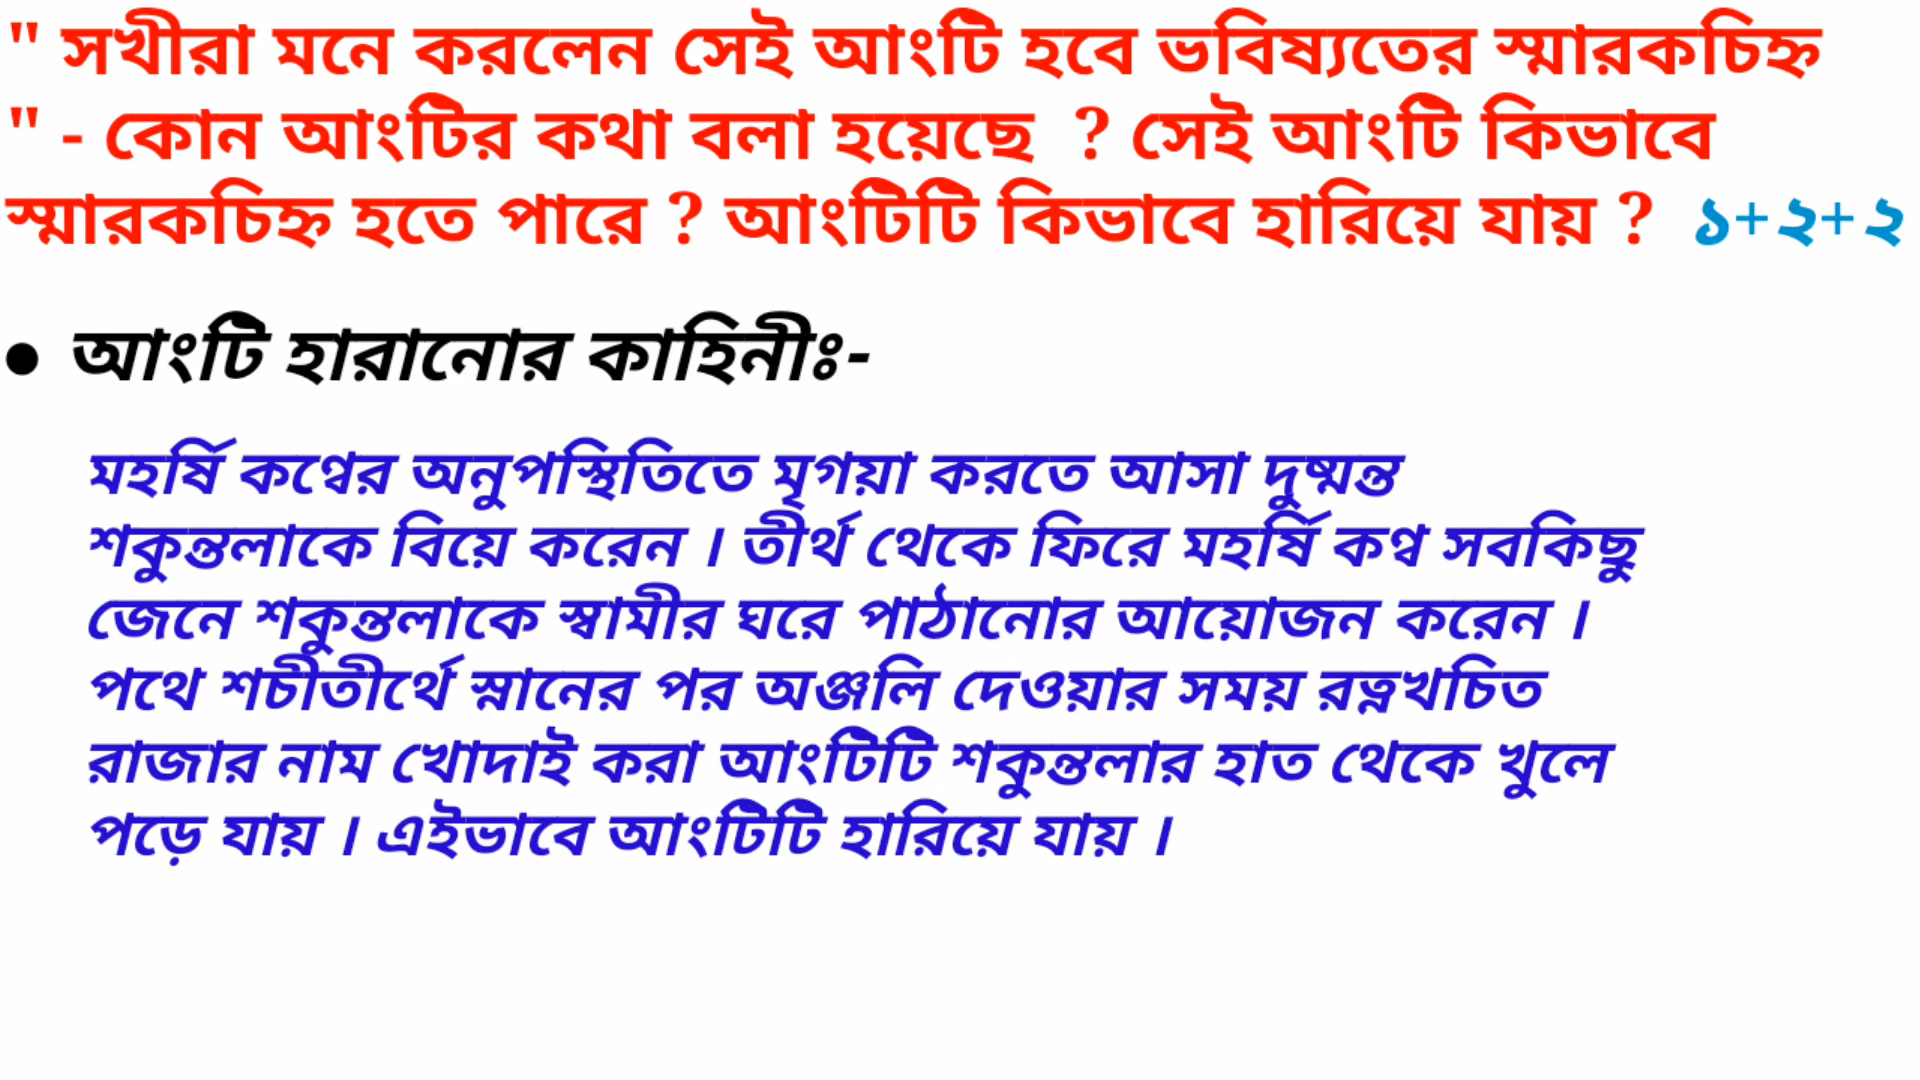 " সখীরা মনে করলেন সেই আংটি হবে ভবিষ্যতের স্মারকচিহ্ন
" - কোন আংটির কথা বলা হয়েছে ? সেই আংটি কিভাবে
স্মারকচিহ্ন হতে পারে ? আংটিটি কিভাবে হারিয়ে যায় ? ১+২+২
• আংটি হারানোর কাহিনীঃ-
মহর্ষি কণ্বের অনুপস্থিতিতে মৃগয়া করতে আসা দুষ্মন্ত
শকুন্তলাকে বিয়ে করেন । তীর্থ থেকে ফিরে মহর্ষি কণ্ব সবকিছু
জেনে শকুন্তলাকে স্বামীর ঘরে পাঠানোর আয়োজন করেন ।
পথে শচীতীর্থে স্নানের পর অঞ্জলি দেওয়ার সময় রত্নখচিত
রাজার নাম খোদাই করা আংটিটি শকুন্তলার হাত থেকে খুলে
পড়ে যায় । এইভাবে আংটিটি হারিয়ে যায় ।